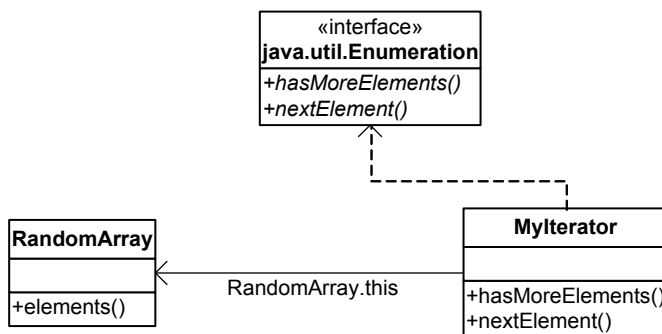 «interface»
java.util.Enumeration
+hasMoreElements()
+nextElement()
RandomArray
+elements()
RandomArray.this
MyIterator
+hasMoreElements()
+nextElement()